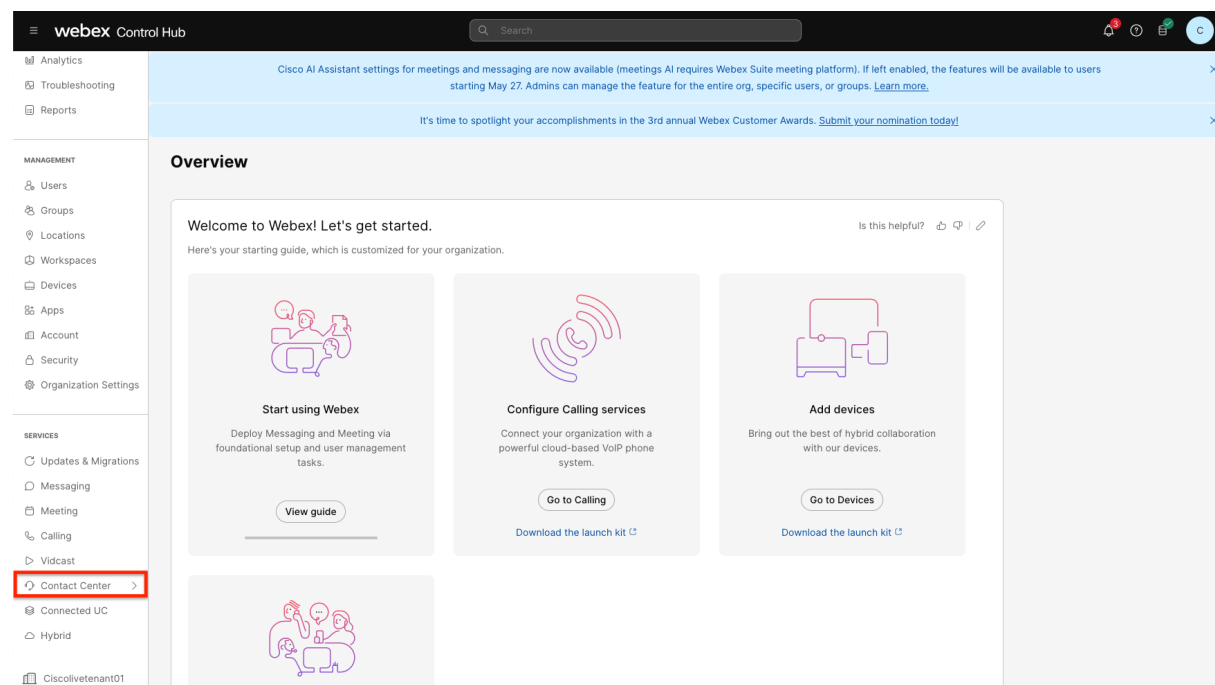 webex Control Hub
Search
3
C
Analytics
Troubleshooting
Reports
MANAGEMENT
Users
Groups
Locations
Workspaces
Devices
Apps
Account
Security
Organization Settings
SERVICES
Updates & Migrations
Messaging
Meeting
Calling
Vidcast
Contact Center
Connected UC
Hybrid
Ciscolivetenant01
Cisco AI Assistant settings for meetings and messaging are now available (meetings AI requires Webex Suite meeting platform). If left enabled, the features will be available to users
starting May 27. Admins can manage the feature for the entire org, specific users, or groups. Learn more.
It's time to spotlight your accomplishments in the 3rd annual Webex Customer Awards. Submit your nomination today!
Overview
Welcome to Webex! Let's get started.
Is this helpful?
Here's your starting guide, which is customized for your organization.
Start using Webex
Deploy Messaging and Meeting via
foundational setup and user management
tasks.
View guide
Configure Calling services
Connect your organization with a
powerful cloud-based VoIP phone
system.
Go to Calling
Download the launch kit
Add devices
Bring out the best of hybrid collaboration
with our devices.
Go to Devices
Download the launch kit